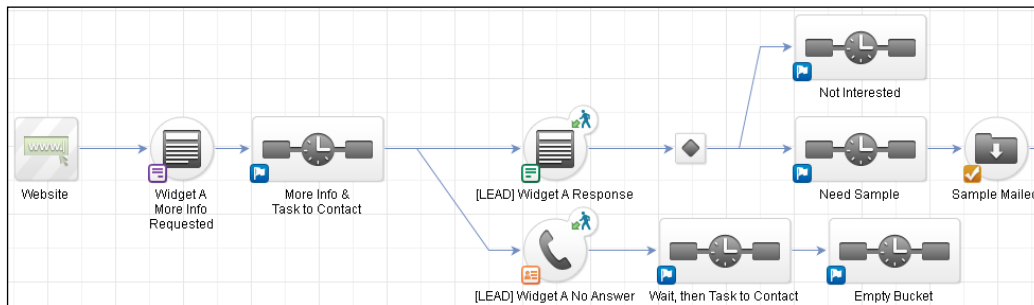 www.
Not Interested
Website
Widget A
More Info
Requested
More Info &
Task to Contact
[LEAD] Widget A Response
Need Sample
Sample Mailed
[LEAD] Widget A No Answer
Wait, then Task to Contact
Empty Bucket